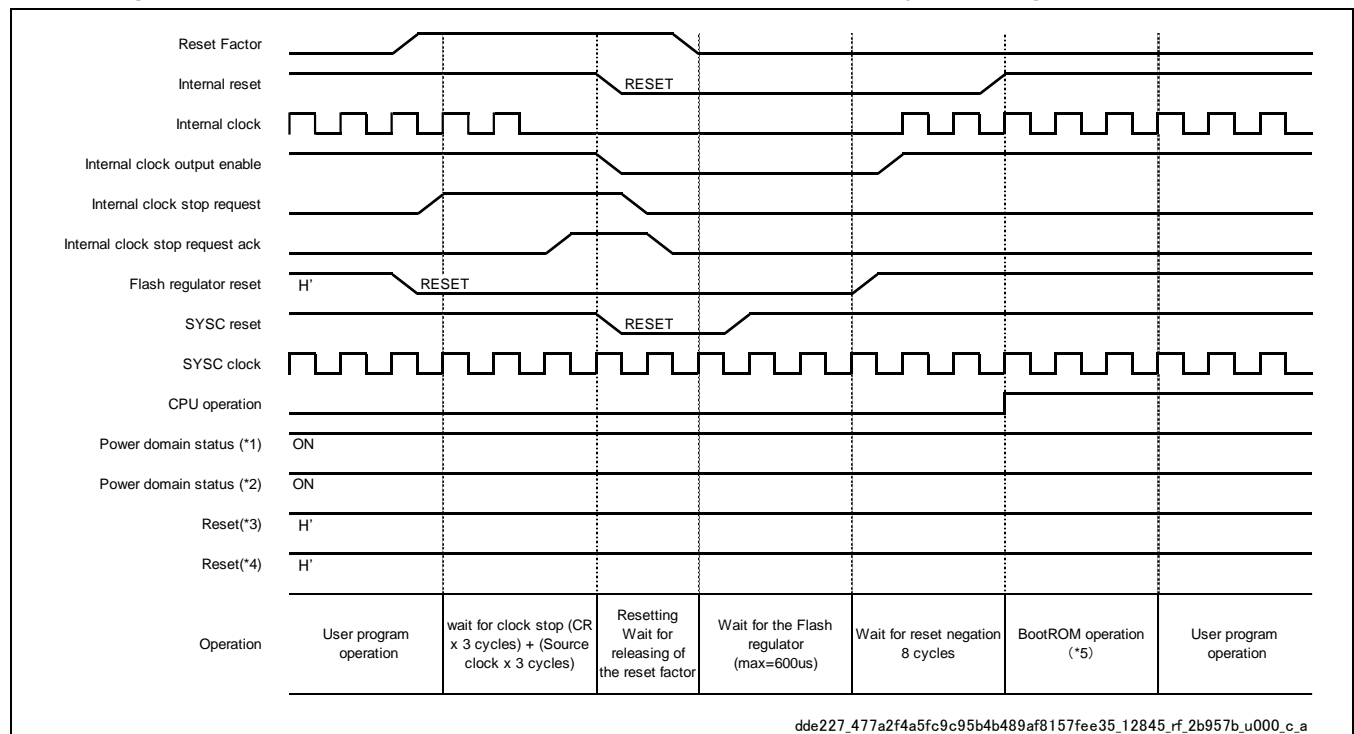 Reset Factor
Internal reset
RESET
Internal clock
Internal clock output enable
Internal clock stop request
Internal clock stop request ack
Flash regulator reset
H'
RESET
SYSC reset
RESET
SYSC clock
CPU operation
Power domain status (*1)
ON
Power domain status (*2)
ON
Reset(*3)
H'
Reset(*4)
H'
Operation
User program
operation
wait for clock stop (CR
x 3 cycles) + (Source
clock x 3 cycles)
Resetting
Wait for
releasing of
the reset factor
Wait for the Flash
regulator
(max=600us)
Wait for reset negation
8 cycles
BootROM operation
(*5)
User program
operation
dde227_477a2f4a5fc9c95b4b489af8157fee35_12845_rf_2b957b_u000_c_a